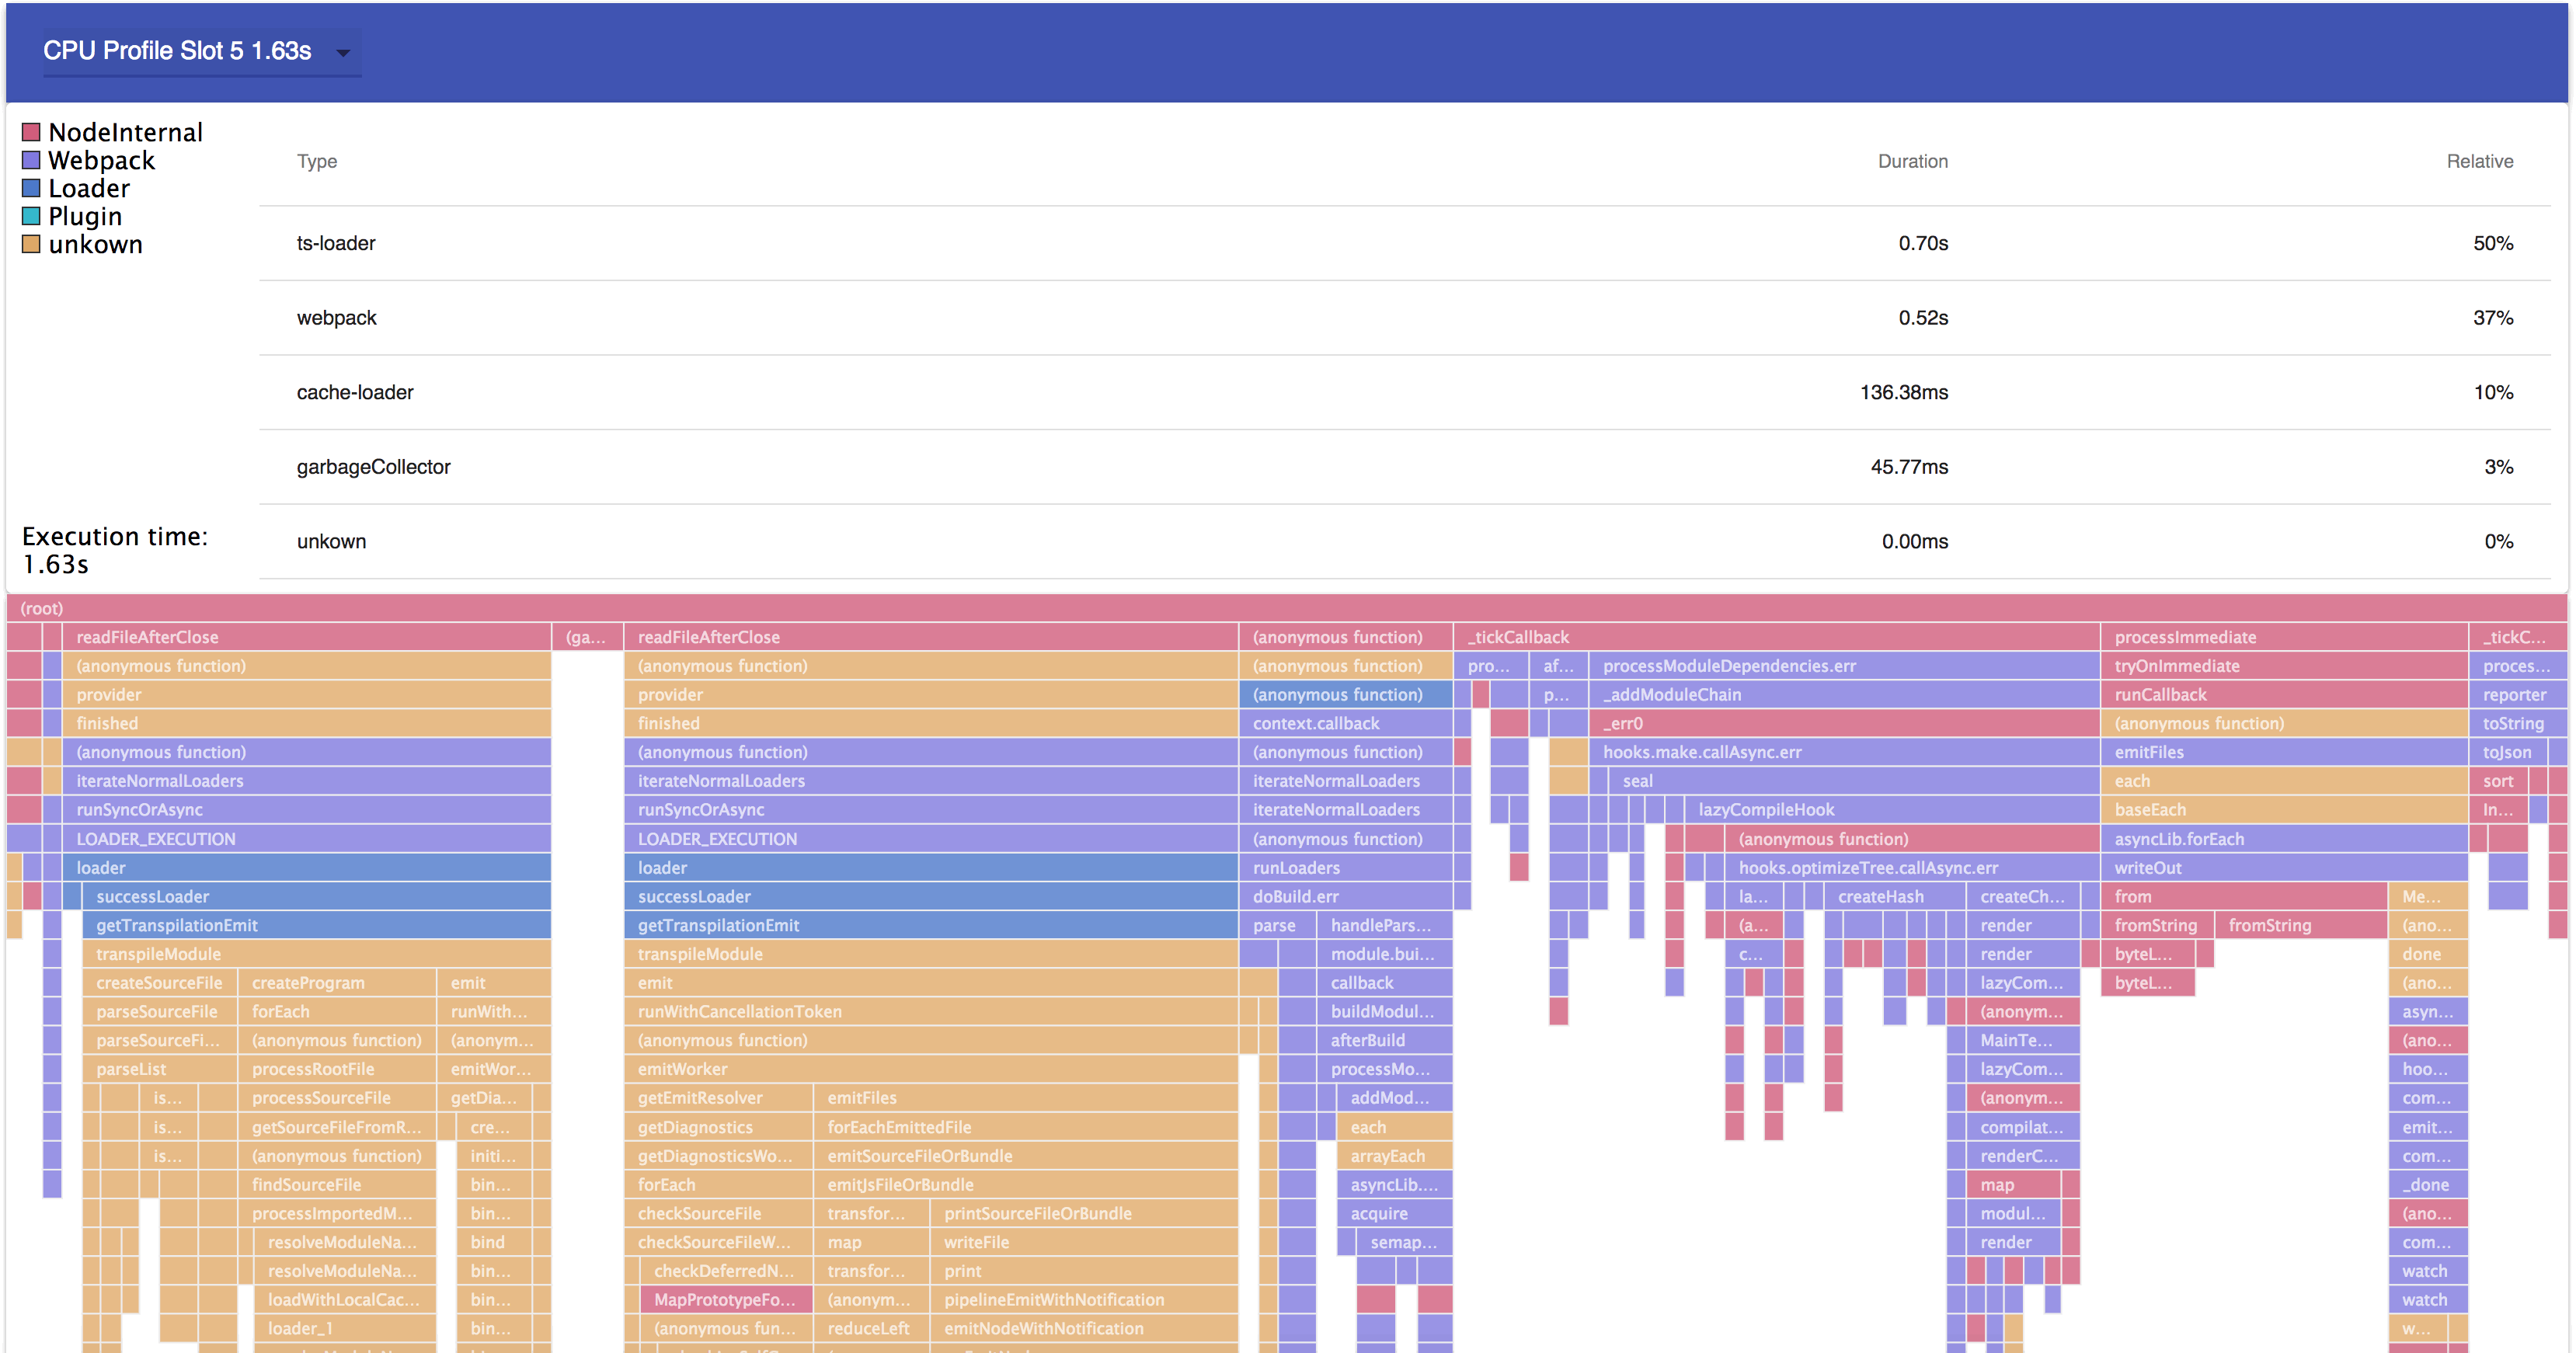 CPU Profile Slot 5 1.63s
NodeInternal
Webpack
Loader
Plugin
unkown
Execution time:
1.63s
Type Duration Relative
ts-loader 0.70s 50%
webpack 0.52s 37%
cache-loader 136.38ms 10%
garbageCollector 45.77ms 3%
unkown 0.00ms 0%
(root)
readFileAfterClose (ga... readFileAfterClose (anonymous function) _tickCallback processImmediate _tickC...
(anonymous function) (anonymous function) (anonymous function) pro... af... processModuleDependencies.err tryOnImmediate proces...
provider provider (anonymous function) p... _addModuleChain runCallback reporter
finished finished context.callback _err0 (anonymous function) toString
(anonymous function) (anonymous function) (anonymous function) hooks.make.callAsync.err emitFiles toJson
iterateNormalLoaders iterateNormalLoaders iterateNormalLoaders seal each sort
runSyncOrAsync runSyncOrAsync iterateNormalLoaders lazyCompileHook baseEach In...
LOADER_EXECUTION LOADER_EXECUTION (anonymous function) (anonymous function) asyncLib.forEach
loader loader runLoaders hooks.optimizeTree.callAsync.err writeOut
successLoader successLoader doBuild.err la... createHash createCh... from Me...
getTranspilationEmit getTranspilationEmit parse handlePars... (a... render fromString fromString (ano...
transpileModule transpileModule module.bui... c... render byteL... done
createSourceFile createProgram emit emit callback lazyCom... byteL... (ano...
parseSourceFile forEach runWith... runWithCancellationToken buildModul... (anonym... asyn...
parseSourceFi... (anonymous function) (anonym... (anonymous function) afterBuild MainTe... (ano...
parseList processRootFile emitWor... emitWorker processMo... lazyCom... hoo...
is... processSourceFile getDia... getEmitResolver emitFiles addMod... (anonym... com...
is... getSourceFileFromR... cre... getDiagnostics forEachEmittedFile each compilat... emit...
is... (anonymous function) initi... getDiagnosticsWo... emitSourceFileOrBundle arrayEach renderC... com...
findSourceFile bin... forEach emitJsFileOrBundle asyncLib.... map _done
processImportedM... bin... checkSourceFile transfor... printSourceFileOrBundle acquire modul... (ano...
resolveModuleNa... bind checkSourceFileW... map writeFile semap... render com...
resolveModuleNa... bin... checkDeferredN... transfor... print watch
loadWithLocalCac... bin... MapPrototypeFo... (anonym... pipelineEmitWithNotification watch
loader_1 bin... (anonymous fun... reduceLeft emitNodeWithNotification w...